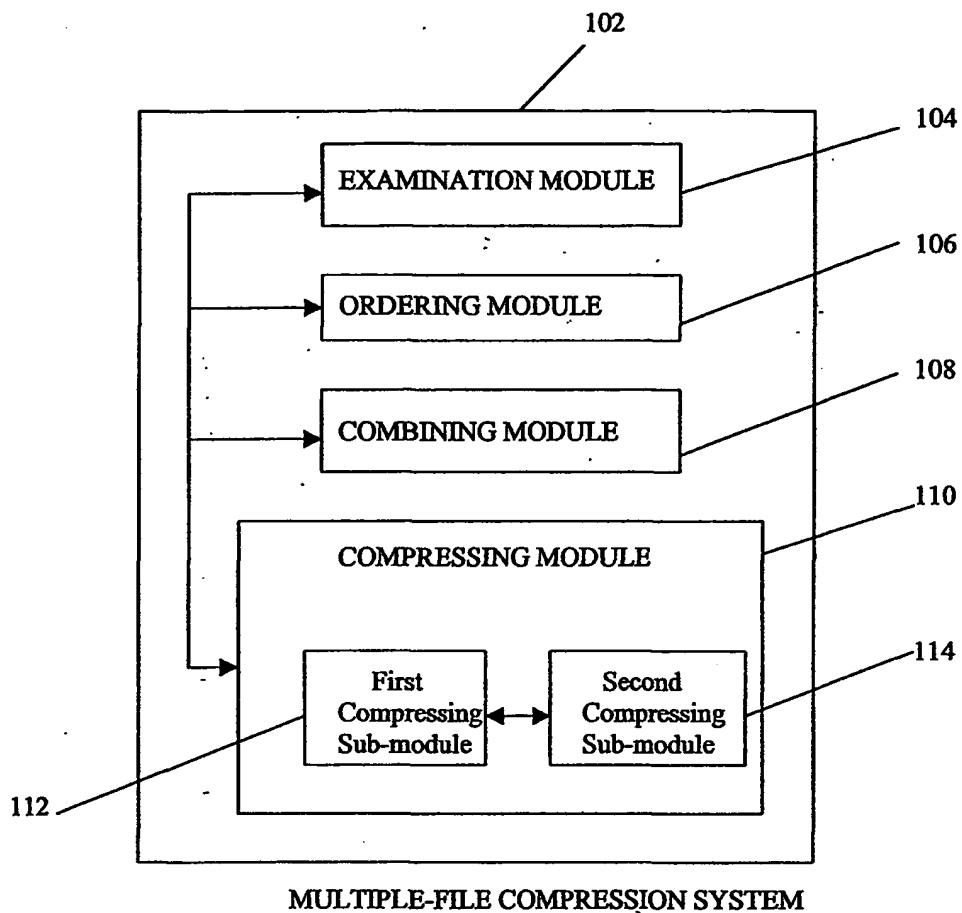 102
104
EXAMINATION MODULE
106
ORDERING MODULE
108
COMBINING MODULE
110
COMPRESSING MODULE
114
First
Compressing
Sub-module
Second
Compressing
Sub-module
112
MULTIPLE-FILE COMPRESSION SYSTEM